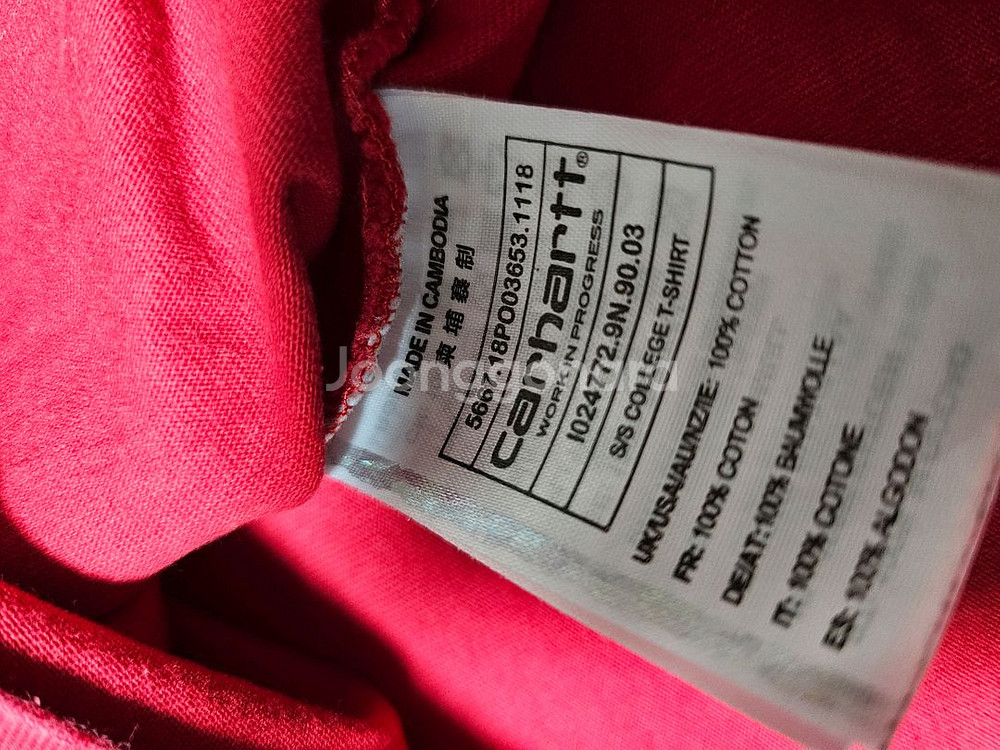 MADE IN CAMBODIA
柬埔寨制
5667.18PO03653.1118
carhartt®
WORK IN PROGRESS
I024772.9N.90.03
S/S COLLEGE T-SHIRT
UK/USA/AU/NZ/IE: 100% COTTON
FR: 100% COTON
DE/AT:100% BAUMWOLLE
IT: 100% COTONE
ES: 100% ALGODON
Joonggonara